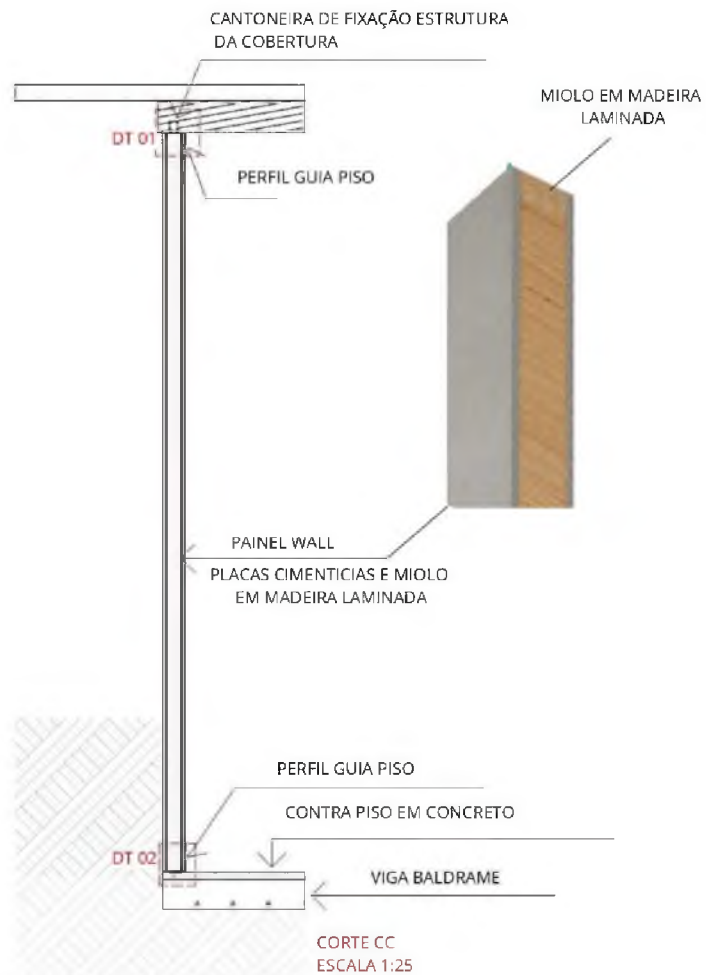 CANTONEIRA DE FIXAÇÃO ESTRUTURA
DA COBERTURA
MIOLO EM MADEIRA
LAMINADA
DT 01
PERFIL GUIA PISO
PAINEL WALL
PLACAS CIMENTICIAS E MIOLO
EM MADEIRA LAMINADA
PERFIL GUIA PISO
CONTRA PISO EM CONCRETO
DT 02
VIGA BALDRAME
CORTE CC
ESCALA 1:25